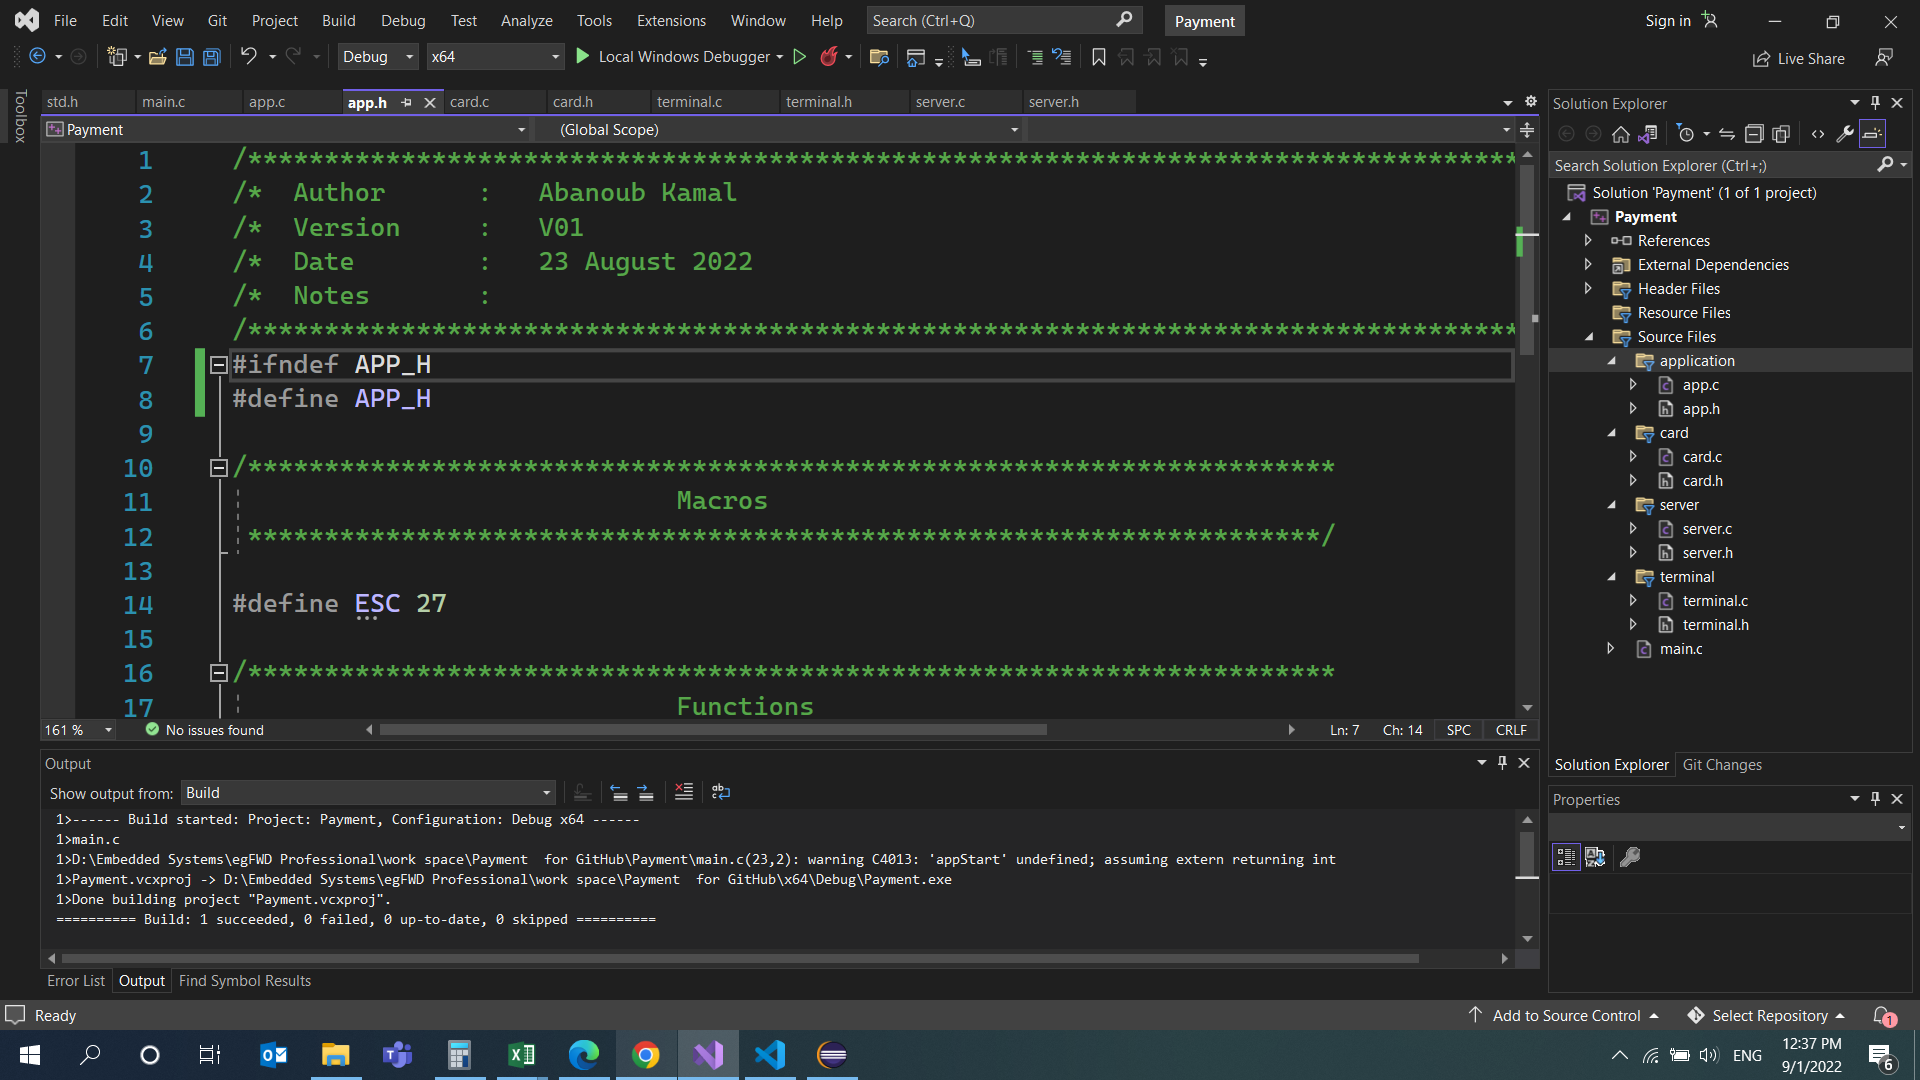 File Edit View Git Project Build Debug Test Analyze Tools Extensions Window Help Search (Ctrl+Q) Payment Sign in
Debug x64 Local Windows Debugger Live Share
Toolbox
std.h main.c app.c app.h card.c card.h terminal.c terminal.h server.c server.h
Payment (Global Scope)
1 /***********************************************************************************
2 /* Author : Abanoub Kamal
3 /* Version : V01
4 /* Date : 23 August 2022
5 /* Notes :
6 /***********************************************************************************
7 #ifndef APP_H
8 #define APP_H
9
10 /***********************************************************************
11 Macros
12 **********************************************************************/
13
14 #define ESC 27
15
16 /***********************************************************************
17 Functions
161 % No issues found Ln: 7 Ch: 14 SPC CRLF
Output
Show output from: Build
1>------ Build started: Project: Payment, Configuration: Debug x64 ------
1>main.c
1>D:\Embedded Systems\egFWD Professional\work space\Payment  for GitHub\Payment\main.c(23,2): warning C4013: 'appStart' undefined; assuming extern returning int
1>Payment.vcxproj -> D:\Embedded Systems\egFWD Professional\work space\Payment  for GitHub\x64\Debug\Payment.exe
1>Done building project "Payment.vcxproj".
========== Build: 1 succeeded, 0 failed, 0 up-to-date, 0 skipped ==========
Error List Output Find Symbol Results
Solution Explorer
Search Solution Explorer (Ctrl+;)
Solution 'Payment' (1 of 1 project)
Payment
References
External Dependencies
Header Files
Resource Files
Source Files
application
app.c
app.h
card
card.c
card.h
server
server.c
server.h
terminal
terminal.c
terminal.h
main.c
Solution Explorer Git Changes
Properties
Ready Add to Source Control Select Repository 1
ENG 12:37 PM
9/1/2022 6